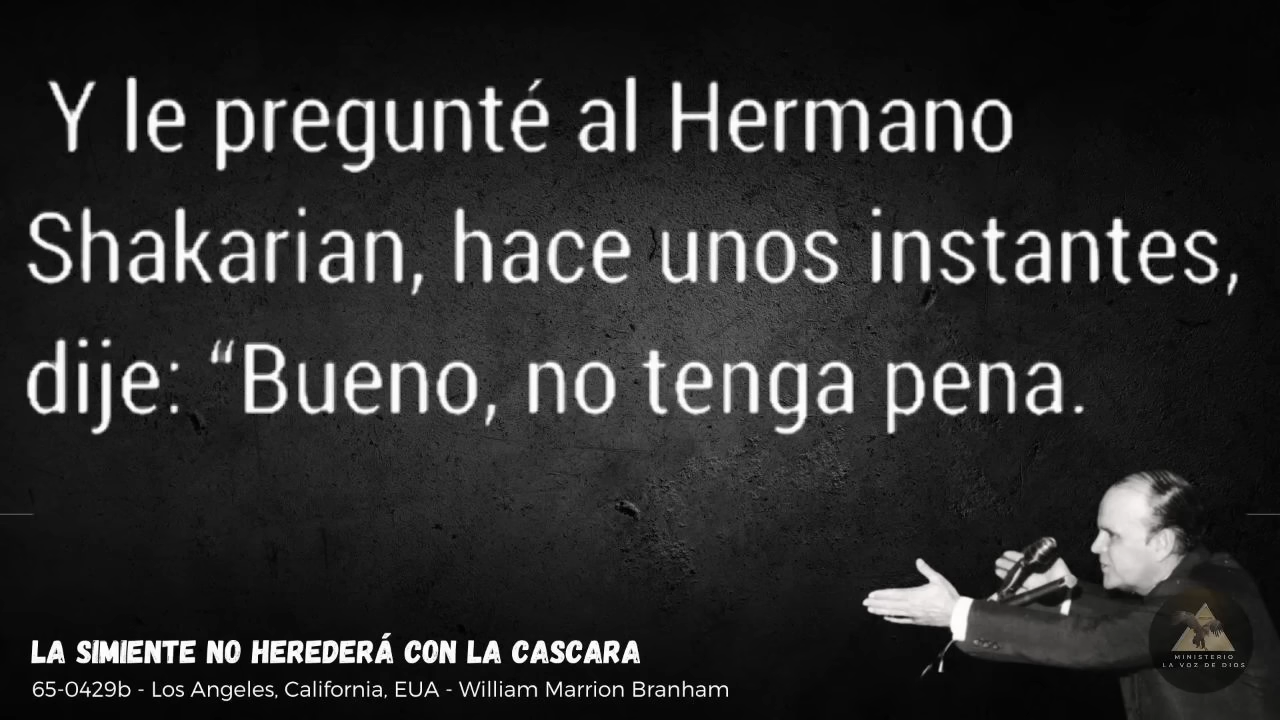 Y le pregunté al Hermano
Shakarian, hace unos instantes,
dije: “Bueno, no tenga pena.
LA SIMIENTE NO HEREDERÁ CON LA CASCARA
65-0429b - Los Angeles, California, EUA - William Marrion Branham
MINISTERIO
LA VOZ DE DIOS